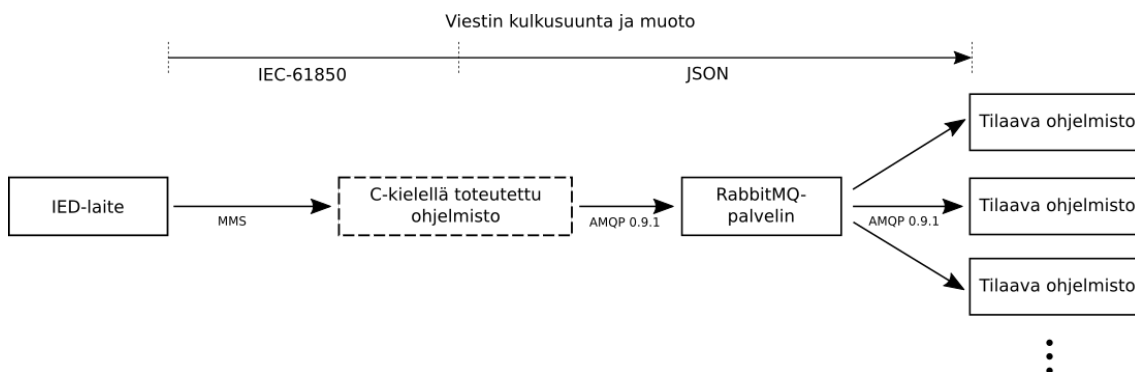 Viestin kulkusuunta ja muoto
IEC-61850
JSON
IED-laite
MMS
C-kielellä toteutettu
ohjelmisto
AMQP 0.9.1
RabbitMQ-
palvelin
AMQP 0.9.1
Tilaava ohjelmisto
Tilaava ohjelmisto
Tilaava ohjelmisto